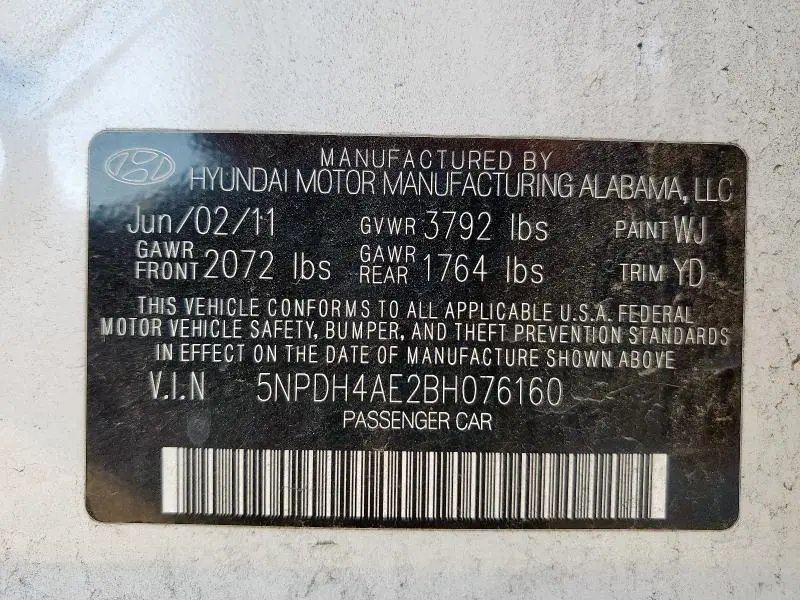 MANUFACTURED BY
HYUNDAI MOTOR MANUFACTURING ALABAMA, LLC
Jun/02/11 GVWR 3792 lbs PAINT WJ
GAWR FRONT 2072 lbs GAWR REAR 1764 lbs TRIM YD
THIS VEHICLE CONFORMS TO ALL APPLICABLE U.S.A. FEDERAL
MOTOR VEHICLE SAFETY, BUMPER, AND THEFT PREVENTION STANDARDS
IN EFFECT ON THE DATE OF MANUFACTURE SHOWN ABOVE.
V.I.N 5NPDH4AE2BH076160
PASSENGER CAR